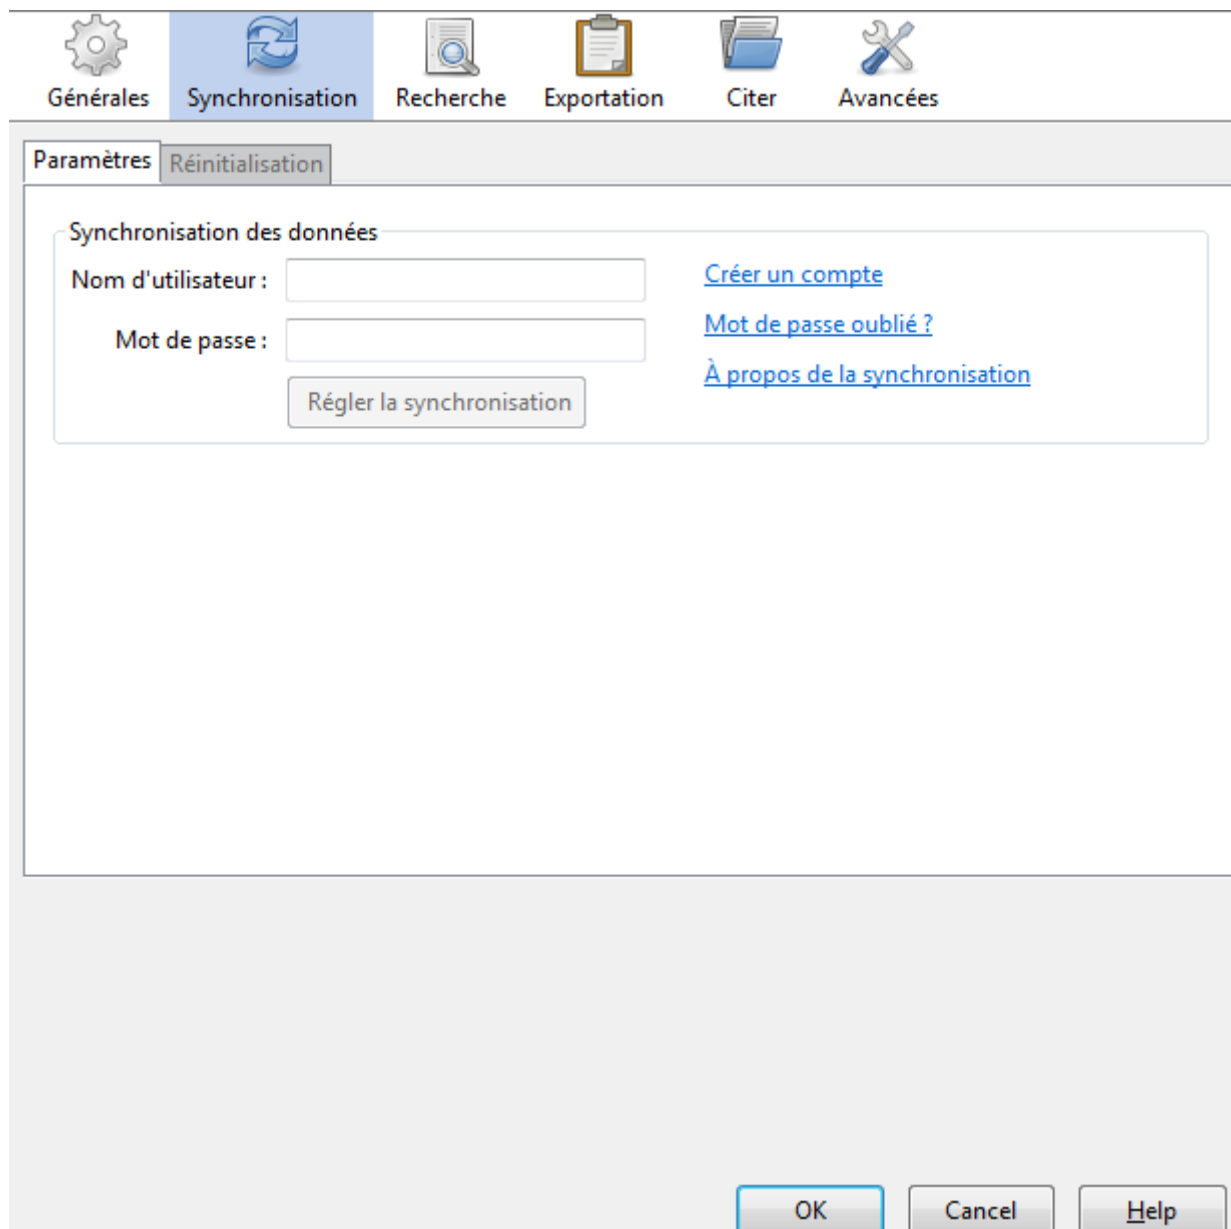 Générales Synchronisation Recherche Exportation Citer Avancées
Paramètres Réinitialisation
Synchronisation des données
Nom d'utilisateur : Créer un compte
Mot de passe oublié ?
Mot de passe :
À propos de la synchronisation
Régler la synchronisation
OK Cancel Help